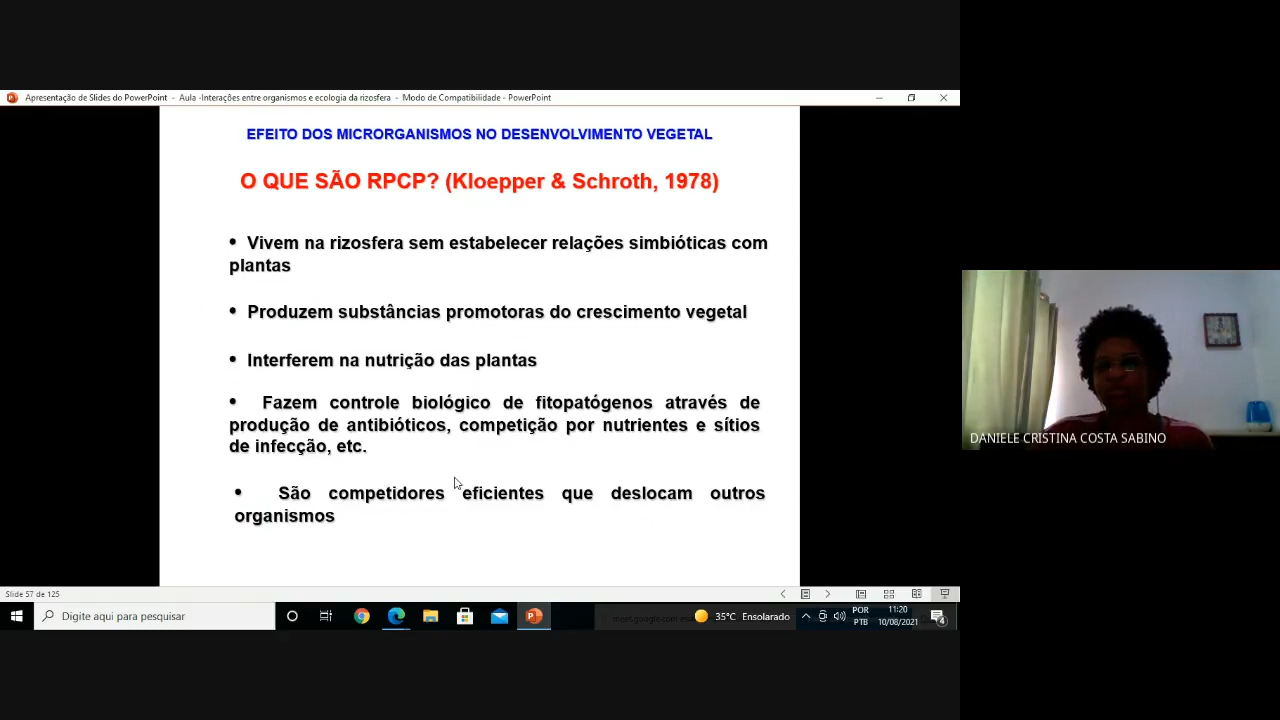 Apresentação de Slides do PowerPoint - Aula -Interações entre organismos e ecologia da rizosfera - Modo de Compatibilidade - PowerPoint
EFEITO DOS MICRORGANISMOS NO DESENVOLVIMENTO VEGETAL
O QUE SÃO RPCP? (Kloepper & Schroth, 1978)
• Vivem na rizosfera sem estabelecer relações simbióticas com
plantas
• Produzem substâncias promotoras do crescimento vegetal
• Interferem na nutrição das plantas
• Fazem controle biológico de fitopatógenos através de
produção de antibióticos, competição por nutrientes e sítios
de infecção, etc.
• São competidores eficientes que deslocam outros
organismos
DANIELE CRISTINA COSTA SABINO
Slide 57 de 125
Digite aqui para pesquisar
35°C Ensolarado
POR
PTB
11:20
10/08/2021
4